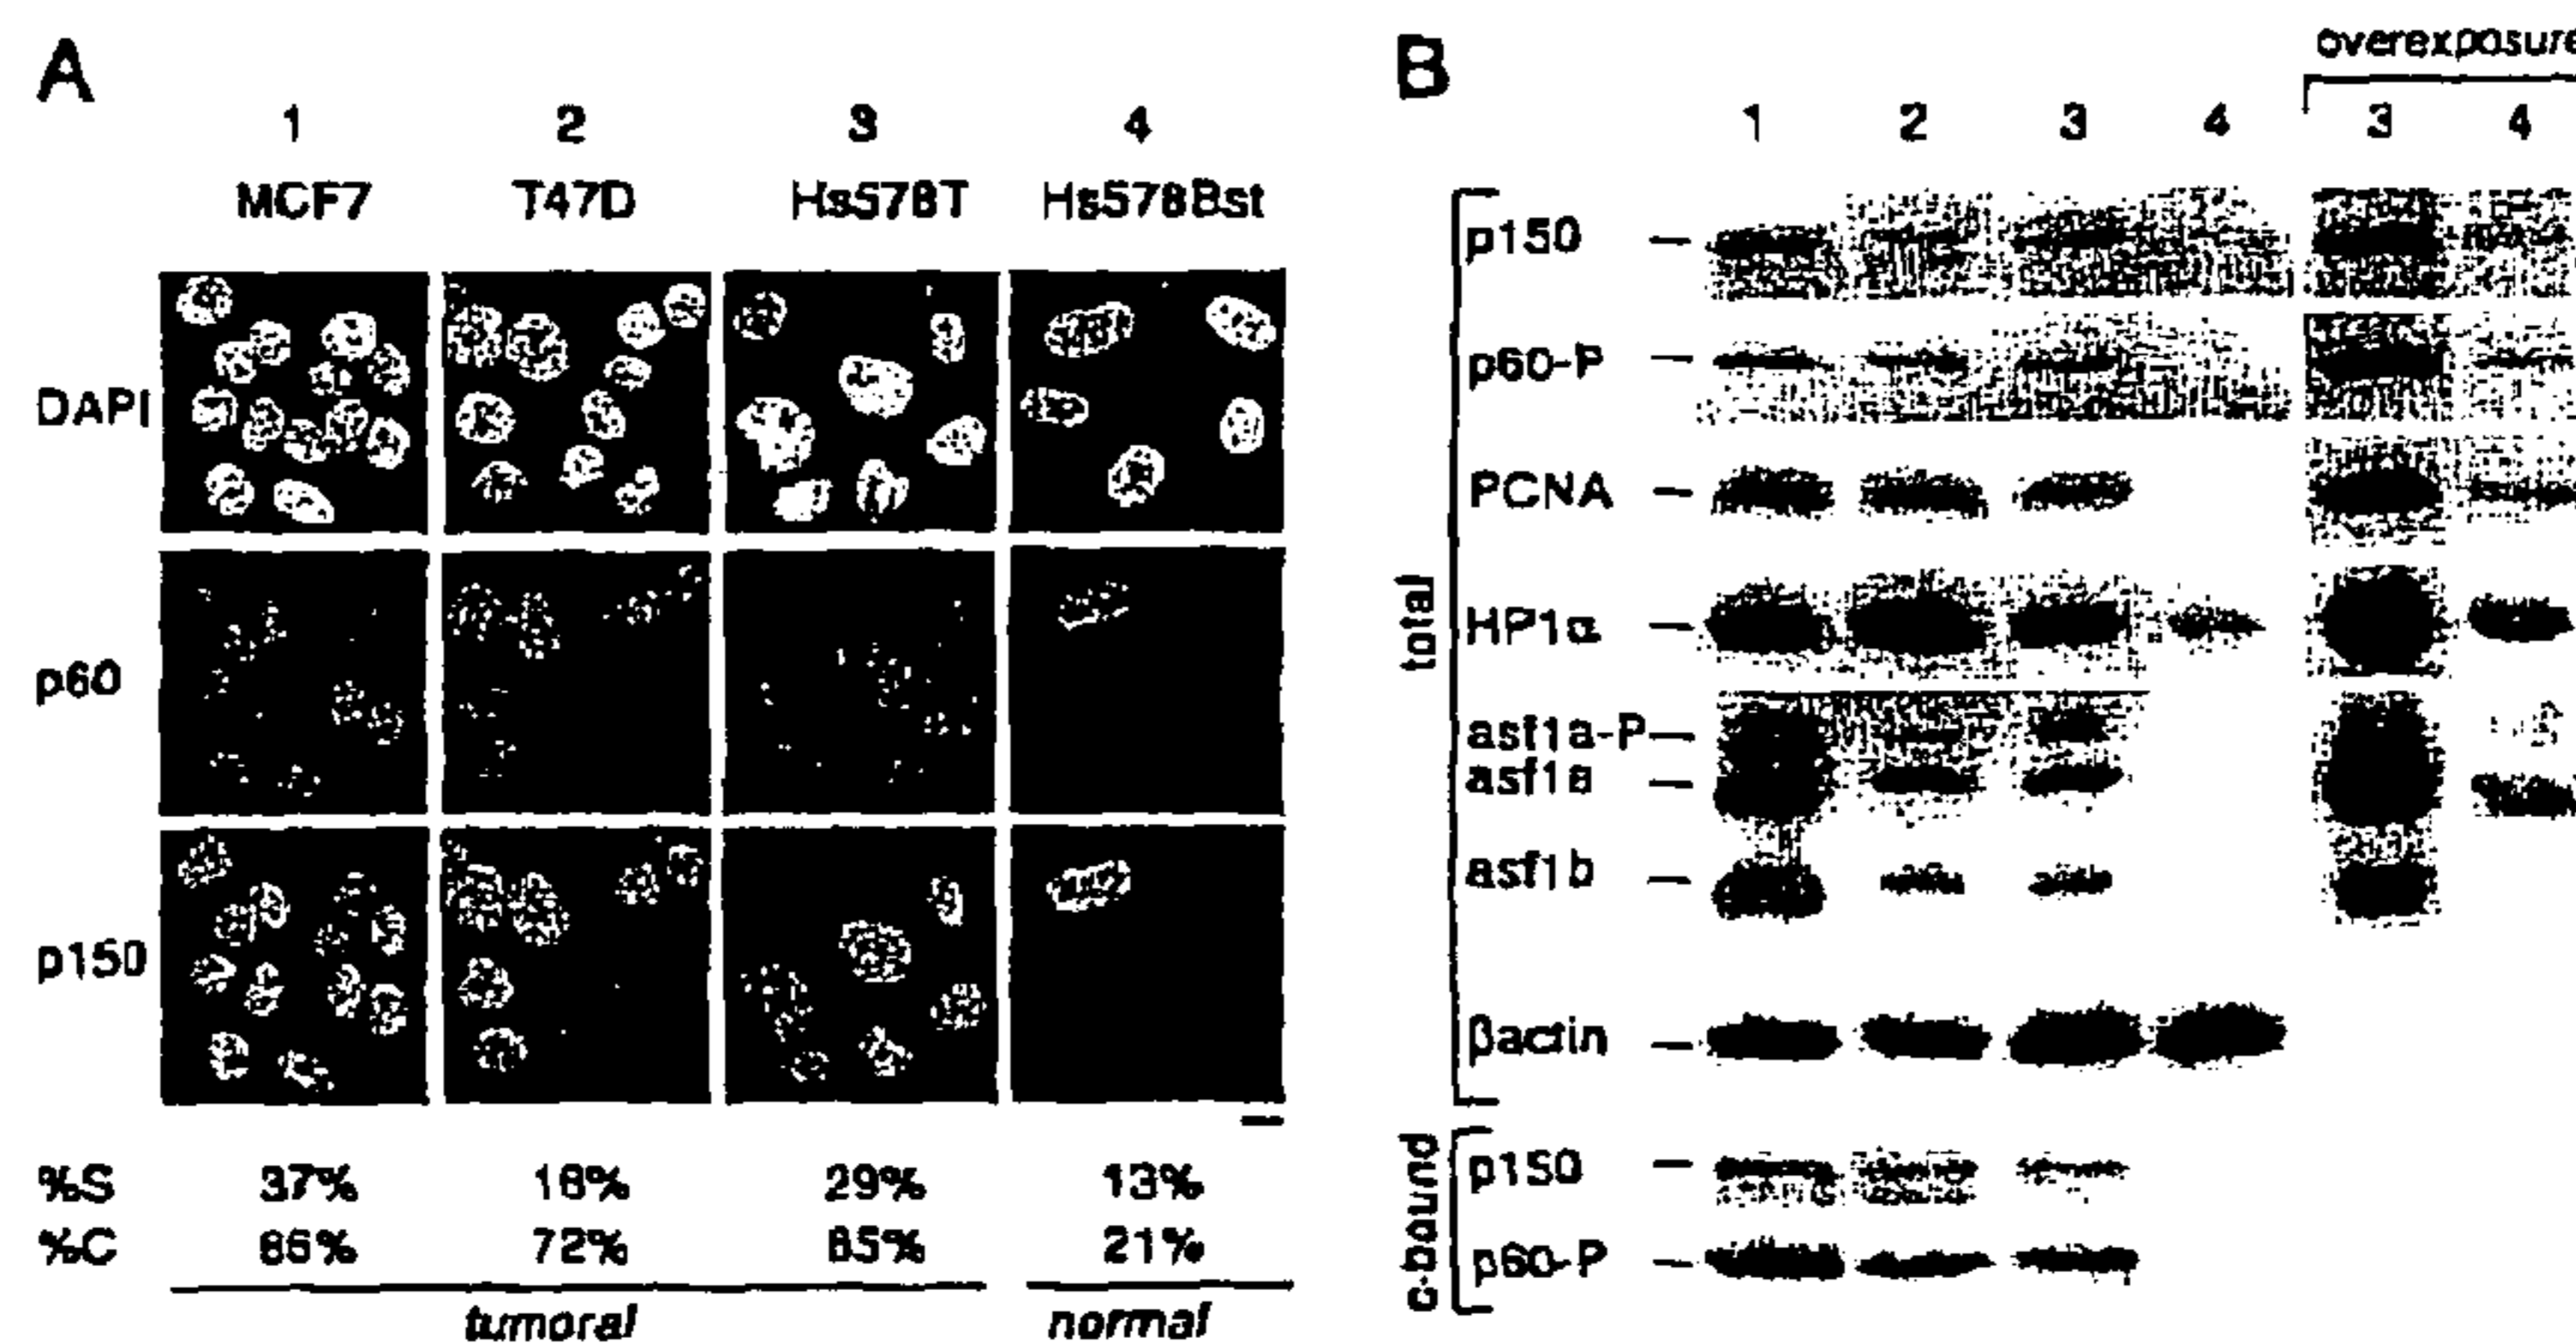 A
1 2 3 4
MCF7 T47D Hs578T Hs578Bst
DAPI
p60
p150
%S 37% 18% 29% 13%
%C 86% 72% 85% 21%
tumoral normal
B
overexposure
1 2 3 4 3 4
total
p150
p60-P
PCNA
HP1α
asf1a-P
asf1a
asf1b
βactin
c-bound
p150
p60-P